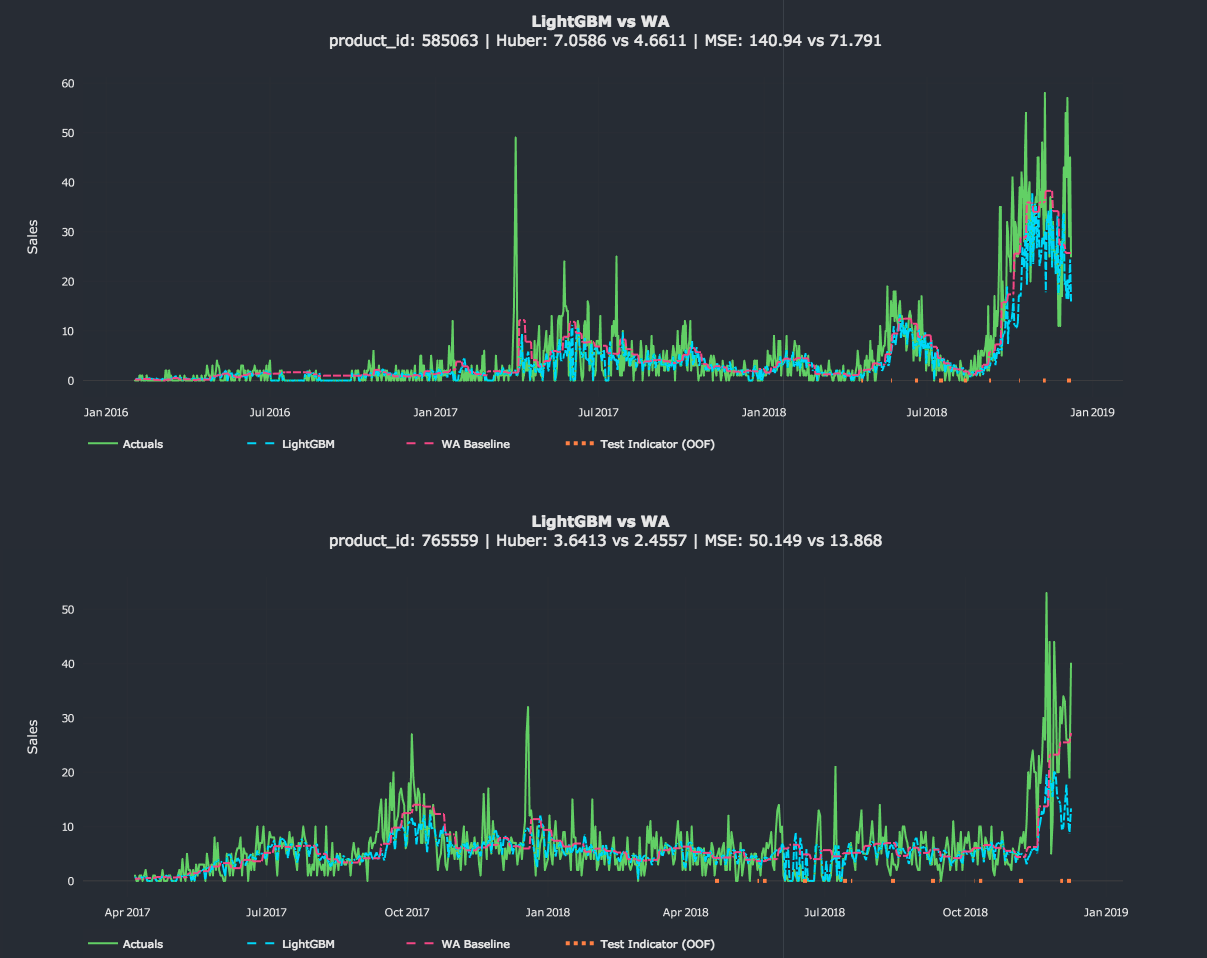 LightGBM vs WA
product_id: 585063 | Huber: 7.0586 vs 4.6611 | MSE: 140.94 vs 71.791
60
50
40
30
20
10
0
Sales
Jan 2016
Jul 2016
Jan 2017
Jul 2017
Jan 2018
Jul 2018
Jan 2019
Actuals
LightGBM
WA Baseline
Test Indicator (OOF)
LightGBM vs WA
product_id: 765559 | Huber: 3.6413 vs 2.4557 | MSE: 50.149 vs 13.868
50
40
30
20
10
0
Sales
Apr 2017
Jul 2017
Oct 2017
Jan 2018
Apr 2018
Jul 2018
Oct 2018
Jan 2019
Actuals
LightGBM
WA Baseline
Test Indicator (OOF)